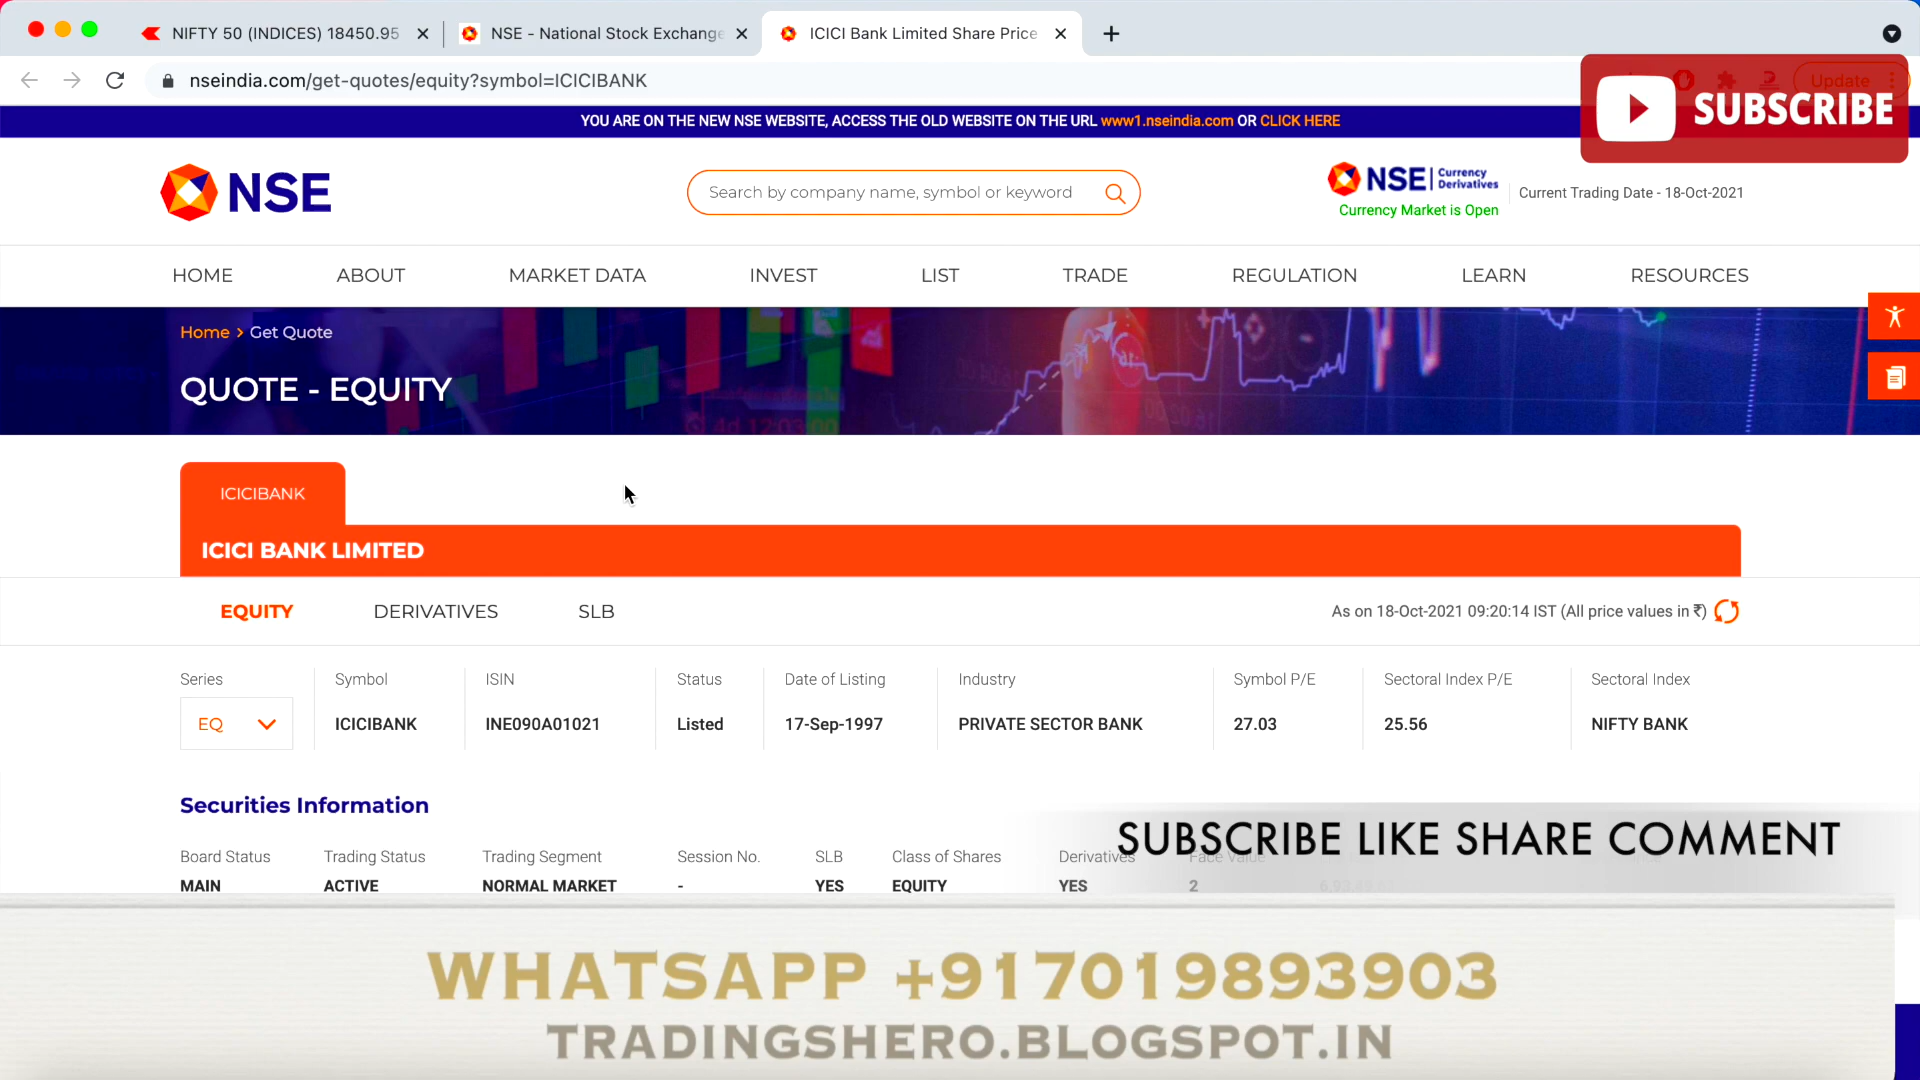 NIFTY 50 (INDICES) 18450.95
NSE - National Stock Exchange
ICICI Bank Limited Share Price
nseindia.com/get-quotes/equity?symbol=ICICIBANK
Update
SUBSCRIBE
YOU ARE ON THE NEW NSE WEBSITE, ACCESS THE OLD WEBSITE ON THE URL www1.nseindia.com OR CLICK HERE
NSE
Search by company name, symbol or keyword
NSE Currency Derivatives
Currency Market is Open
Current Trading Date - 18-Oct-2021
HOME ABOUT MARKET DATA INVEST LIST TRADE REGULATION LEARN RESOURCES
Home > Get Quote
QUOTE - EQUITY
ICICIBANK
ICICI BANK LIMITED
EQUITY DERIVATIVES SLB
As on 18-Oct-2021 09:20:14 IST (All price values in ₹)
Series Symbol ISIN Status Date of Listing Industry Symbol P/E Sectoral Index P/E Sectoral Index
EQ ICICIBANK INE090A01021 Listed 17-Sep-1997 PRIVATE SECTOR BANK 27.03 25.56 NIFTY BANK
Securities Information
SUBSCRIBE LIKE SHARE COMMENT
Board Status Trading Status Trading Segment Session No. SLB Class of Shares Derivatives Face Value
MAIN ACTIVE NORMAL MARKET - YES EQUITY YES 2
WHATSAPP +917019893903
TRADINGSHERO.BLOGSPOT.IN